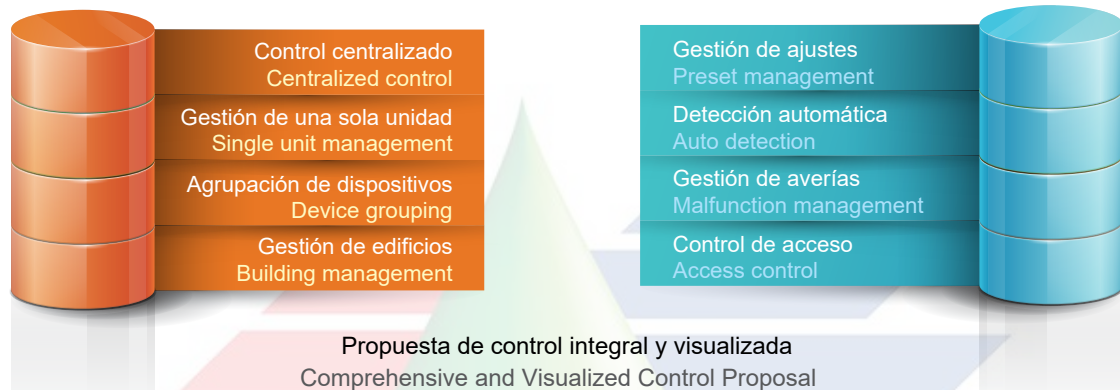 Control centralizado
Centralized control
Gestión de una sola unidad
Single unit management
Agrupación de dispositivos
Device grouping
Gestión de edificios
Building management
Gestión de ajustes
Preset management
Detección automática
Auto detection
Gestión de averías
Malfunction management
Control de acceso
Access control
Propuesta de control integral y visualizada
Comprehensive and Visualized Control Proposal